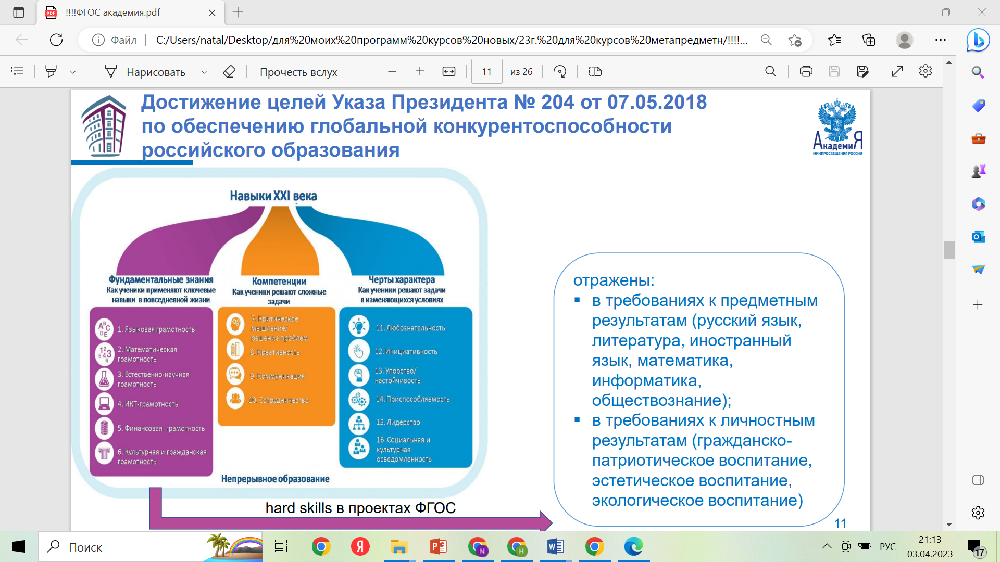 !!!!ФГОС академия.pdf
Файл
C:/Users/natal/Desktop/для%20моих%20программ%20курсов%20новых/23г.%20для%20курсов%20метапредметн/!!!!...
Нарисовать
Прочесть вслух
11
из 26
Достижение целей Указа Президента № 204 от 07.05.2018
по обеспечению глобальной конкурентоспособности
российского образования
АкадемиЯ
МИНПРОСВЕЩЕНИЯ РОССИИ
Навыки XXI века
Фундаментальные знания
Как ученики применяют ключевые
навыки в повседневной жизни
1. Языковая грамотность
2. Математическая
грамотность
3. Естественно-научная
грамотность
4. ИКТ-грамотность
5. Финансовая грамотность
6. Культурная и гражданская
грамотность
Компетенции
Как ученики решают сложные
задачи
7. Критическое
мышление/
решение проблем
8. Креативность
9. Коммуникация
10. Сотрудничество
Черты характера
Как ученики решают задачи
в изменяющихся условиях
11. Любознательность
12. Инициативность
13. Упорство/
настойчивость
14. Приспособляемость
15. Лидерство
16. Социальная и
культурная
осведомленность
Непрерывное образование
hard skills в проектах ФГОС
отражены:
▪ в требованиях к предметным
результатам (русский язык,
литература, иностранный
язык, математика,
информатика,
обществознание);
▪ в требованиях к личностным
результатам (гражданско-
патриотическое воспитание,
эстетическое воспитание,
экологическое воспитание)
11
Поиск
РУС
21:13
03.04.2023
17